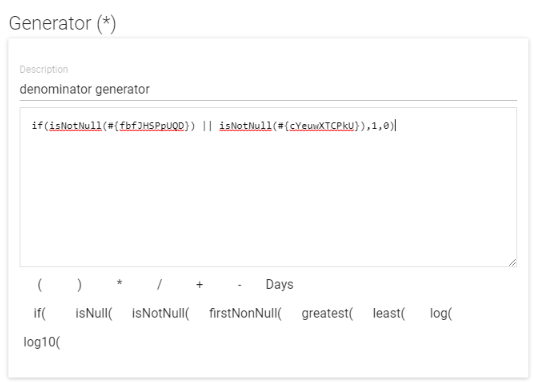 Generator (*)
Description
denominator generator
if(isNotNull(#{fbfJHSPpUQD}) || isNotNull(#{cYeuwXTCPkU}),1,0)
( ) * / + - Days
if( isNull( isNotNull( firstNonNull( greatest( least( log(
log10(